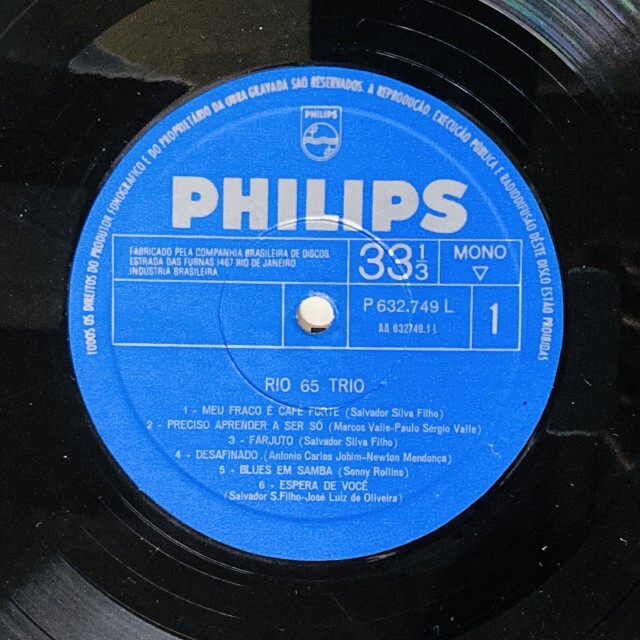 TODOS OS DIREITOS DO PRODUTOR FONOGRÁFICO E DO PROPRIETÁRIO DA OBRA GRAVADA SÃO RESERVADOS. A REPRODUÇÃO, EXECUÇÃO PÚBLICA E RADIODIFUSÃO DÊSTE DISCO ESTÃO PROIBIDAS
PHILIPS
PHILIPS
FABRICADO PELA COMPANHIA BRASILEIRA DE DISCOS
ESTRADA DAS FURNAS 1467 RIO DE JANEIRO
INDUSTRIA BRASILEIRA
33 1/3
MONO
P 632.749 L
AA 632749.1 L
1
RIO 65 TRIO
1 - MEU FRACO É CAFÉ FORTE (Salvador Silva Filho)
2 - PRECISO APRENDER A SER SÓ (Marcos Valle-Paulo Sérgio Valle)
3 - FARJUTO (Salvador Silva Filho)
4 - DESAFINADO (Antonio Carlos Jobim-Newton Mendonça)
5 - BLUES EM SAMBA (Sonny Rollins)
6 - ESPERA DE VOCÊ
(Salvador S.Filho-José Luiz de Oliveira)